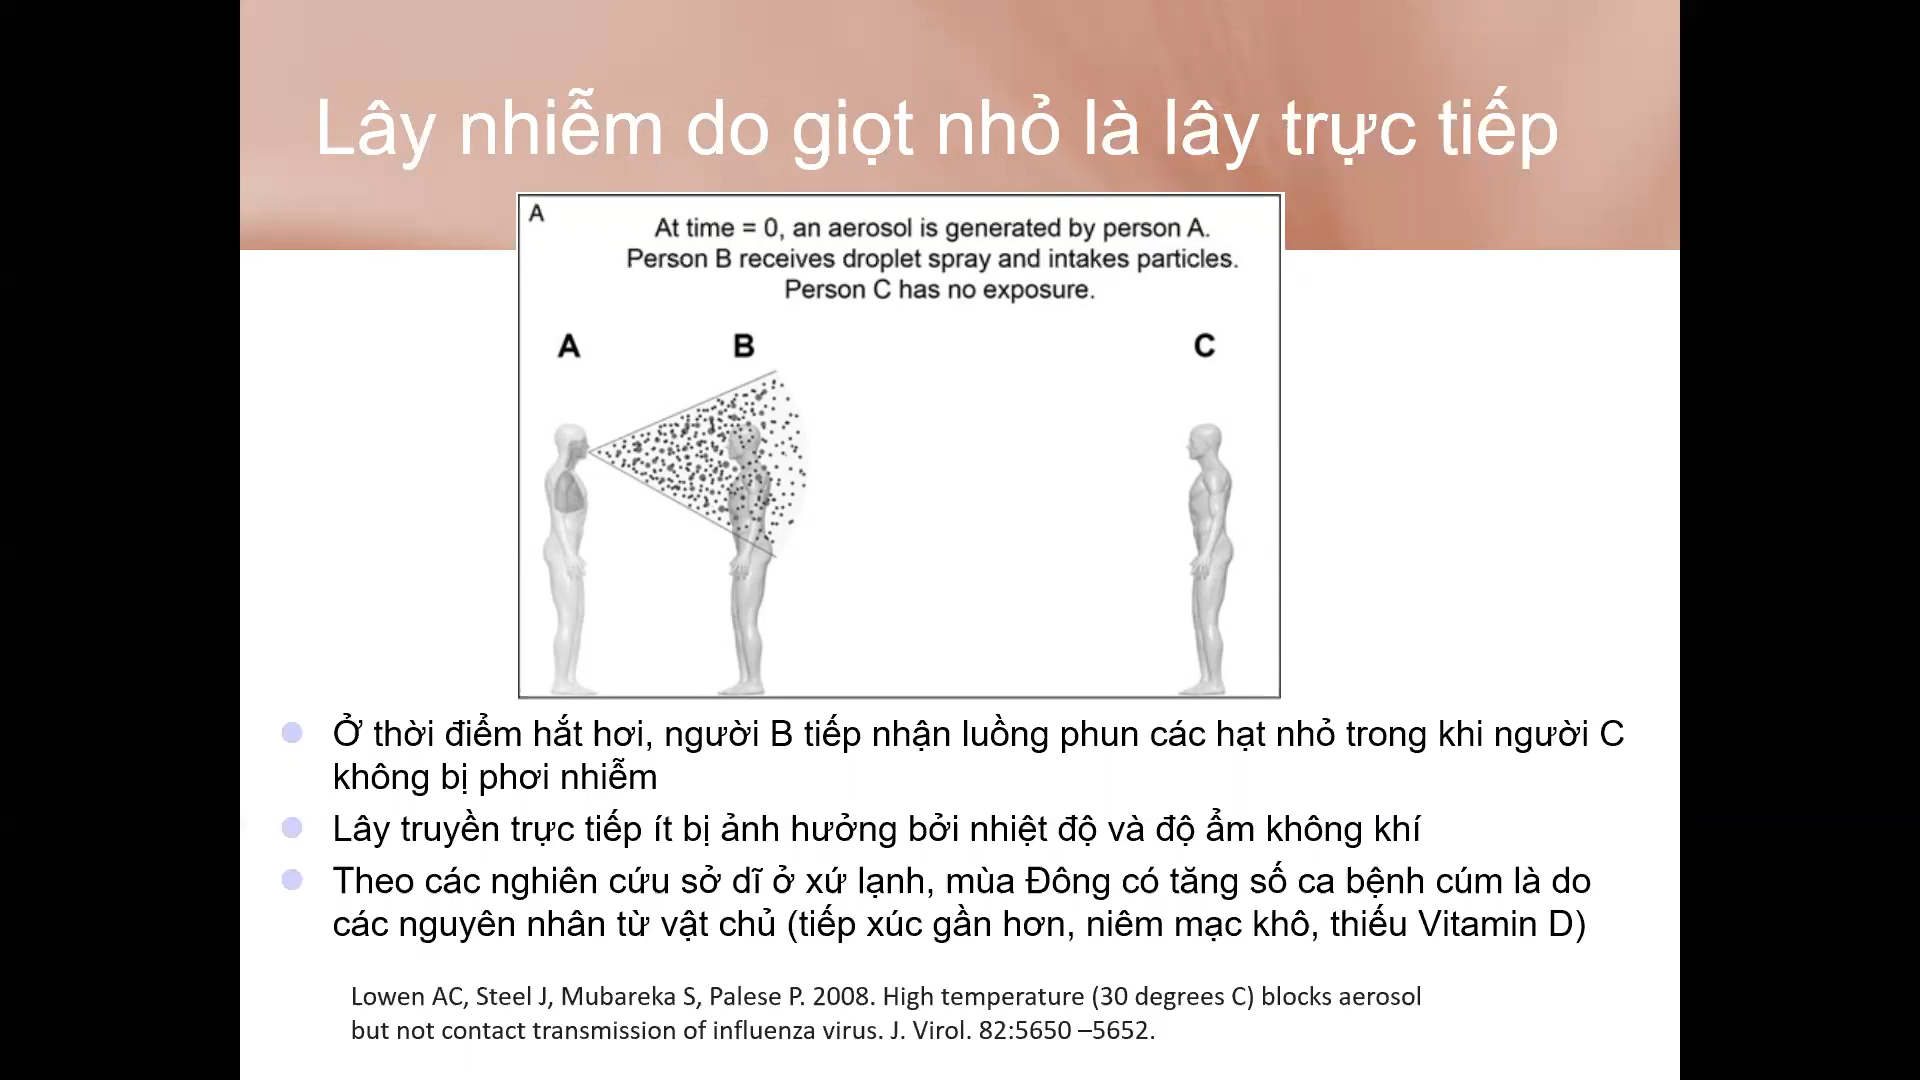 Lây nhiễm do giọt nhỏ là lây trực tiếp
A
At time = 0, an aerosol is generated by person A.
Person B receives droplet spray and intakes particles.
Person C has no exposure.
A B C
Ở thời điểm hắt hơi, người B tiếp nhận luồng phun các hạt nhỏ trong khi người C
không bị phơi nhiễm
Lây truyền trực tiếp ít bị ảnh hưởng bởi nhiệt độ và độ ẩm không khí
Theo các nghiên cứu sở dĩ ở xứ lạnh, mùa Đông có tăng số ca bệnh cúm là do
các nguyên nhân từ vật chủ (tiếp xúc gần hơn, niêm mạc khô, thiếu Vitamin D)
Lowen AC, Steel J, Mubareka S, Palese P. 2008. High temperature (30 degrees C) blocks aerosol
but not contact transmission of influenza virus. J. Virol. 82:5650 –5652.